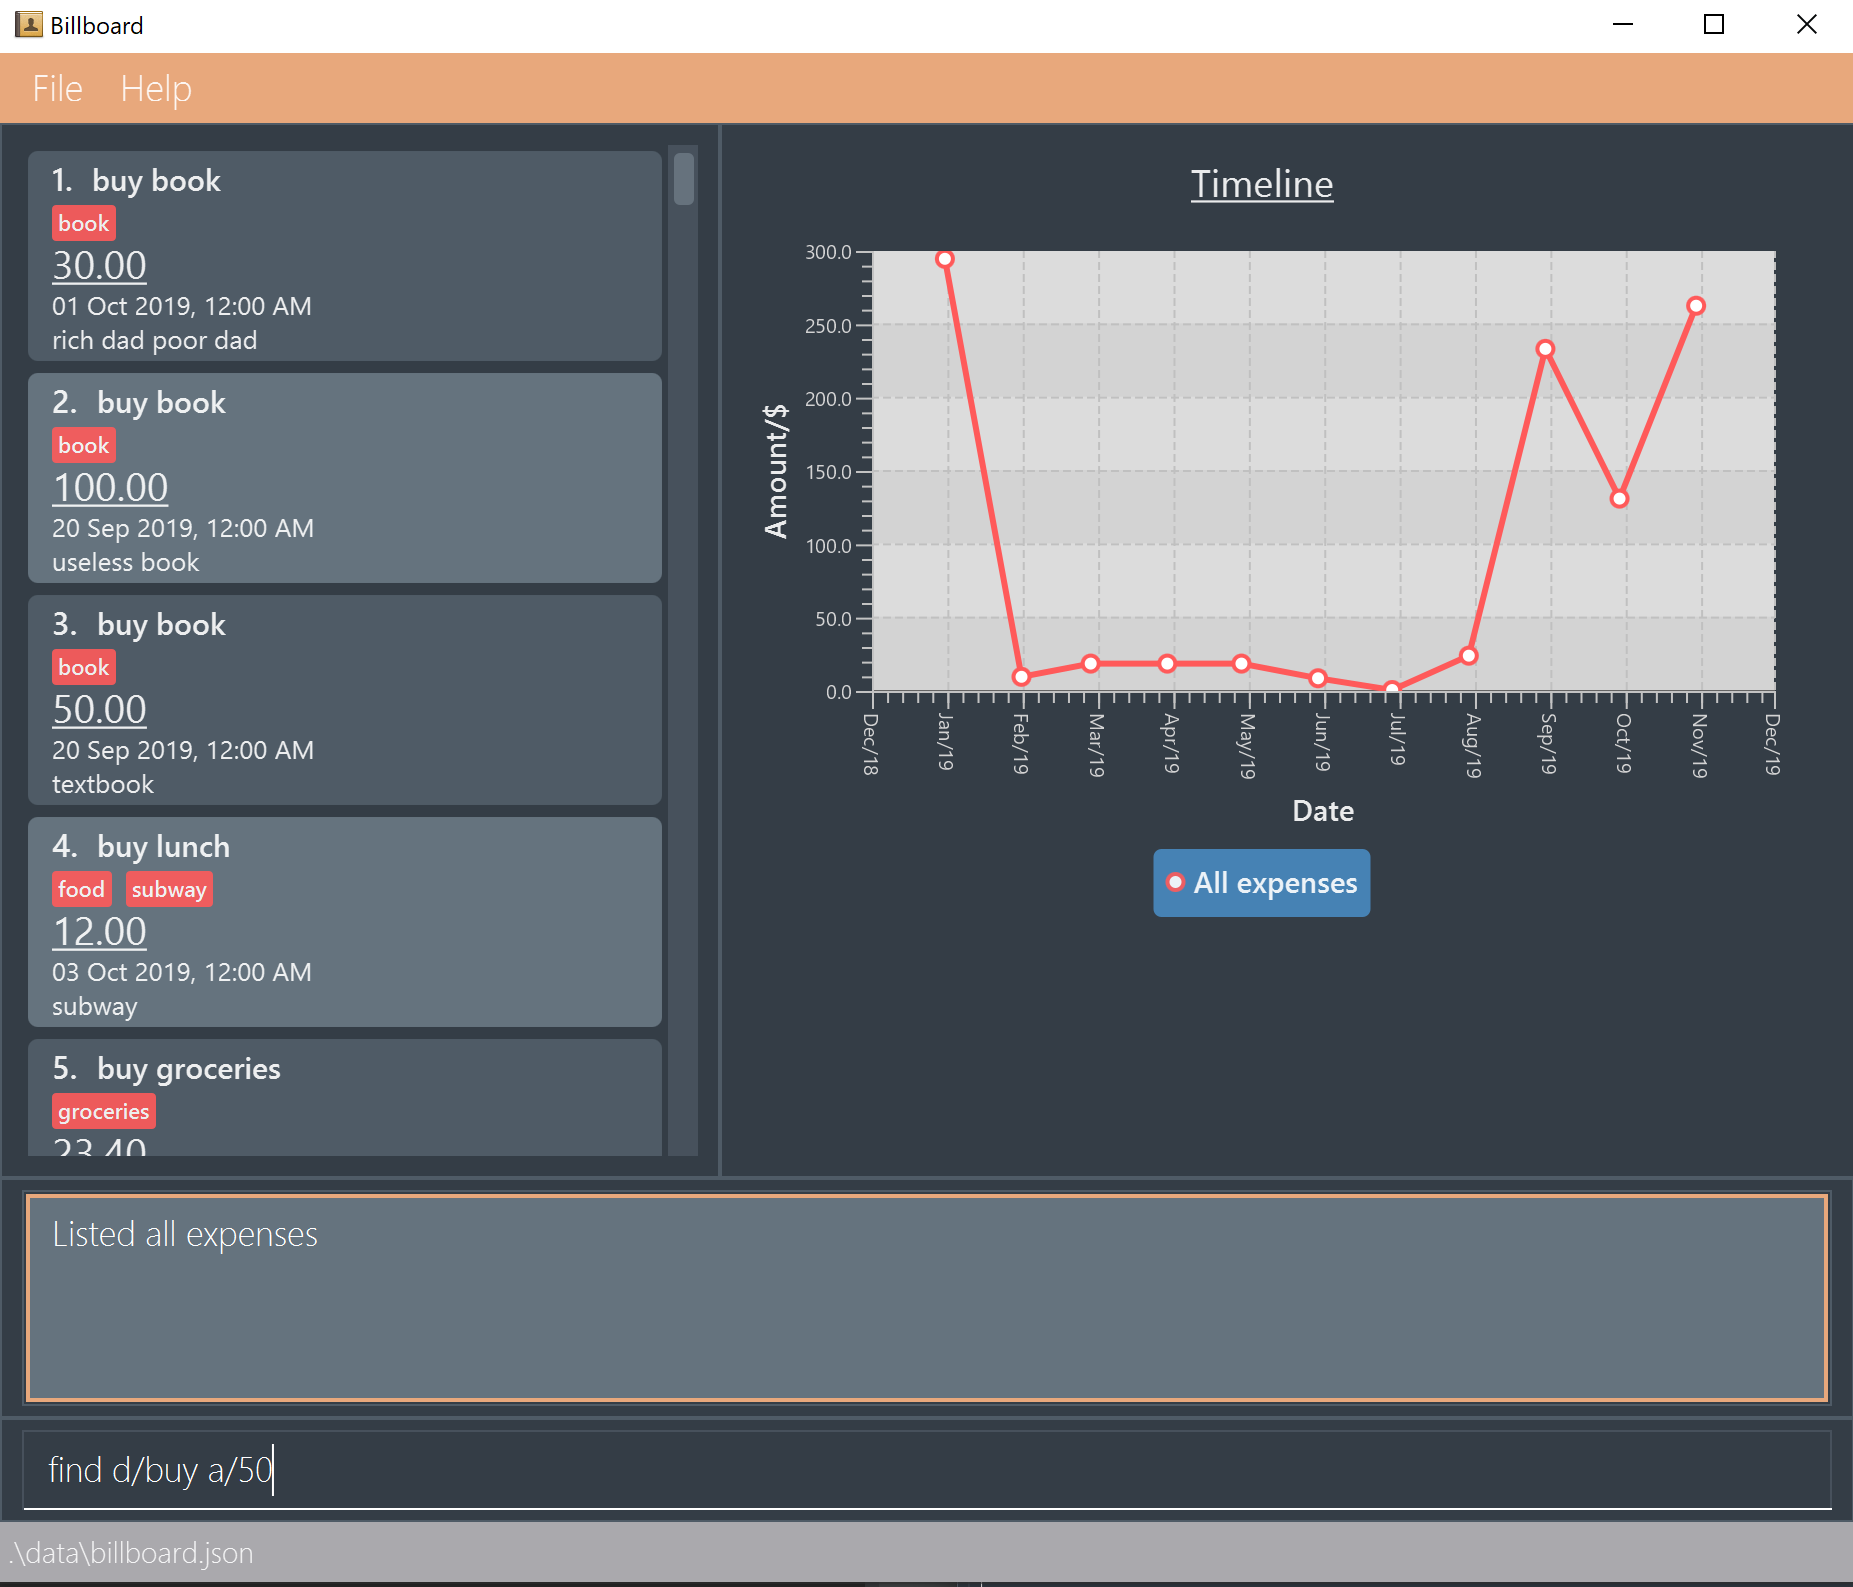 Billboard
File Help
1. buy book
book
30.00
01 Oct 2019, 12:00 AM
rich dad poor dad
2. buy book
book
100.00
20 Sep 2019, 12:00 AM
useless book
3. buy book
book
50.00
20 Sep 2019, 12:00 AM
textbook
4. buy lunch
food subway
12.00
03 Oct 2019, 12:00 AM
subway
5. buy groceries
groceries
23.40
Timeline
Amount/$
300.0
250.0
200.0
150.0
100.0
50.0
0.0
Dec/18 Jan/19 Feb/19 Mar/19 Apr/19 May/19 Jun/19 Jul/19 Aug/19 Sep/19 Oct/19 Nov/19 Dec/19
Date
All expenses
Listed all expenses
find d/buy a/50
.\data\billboard.json